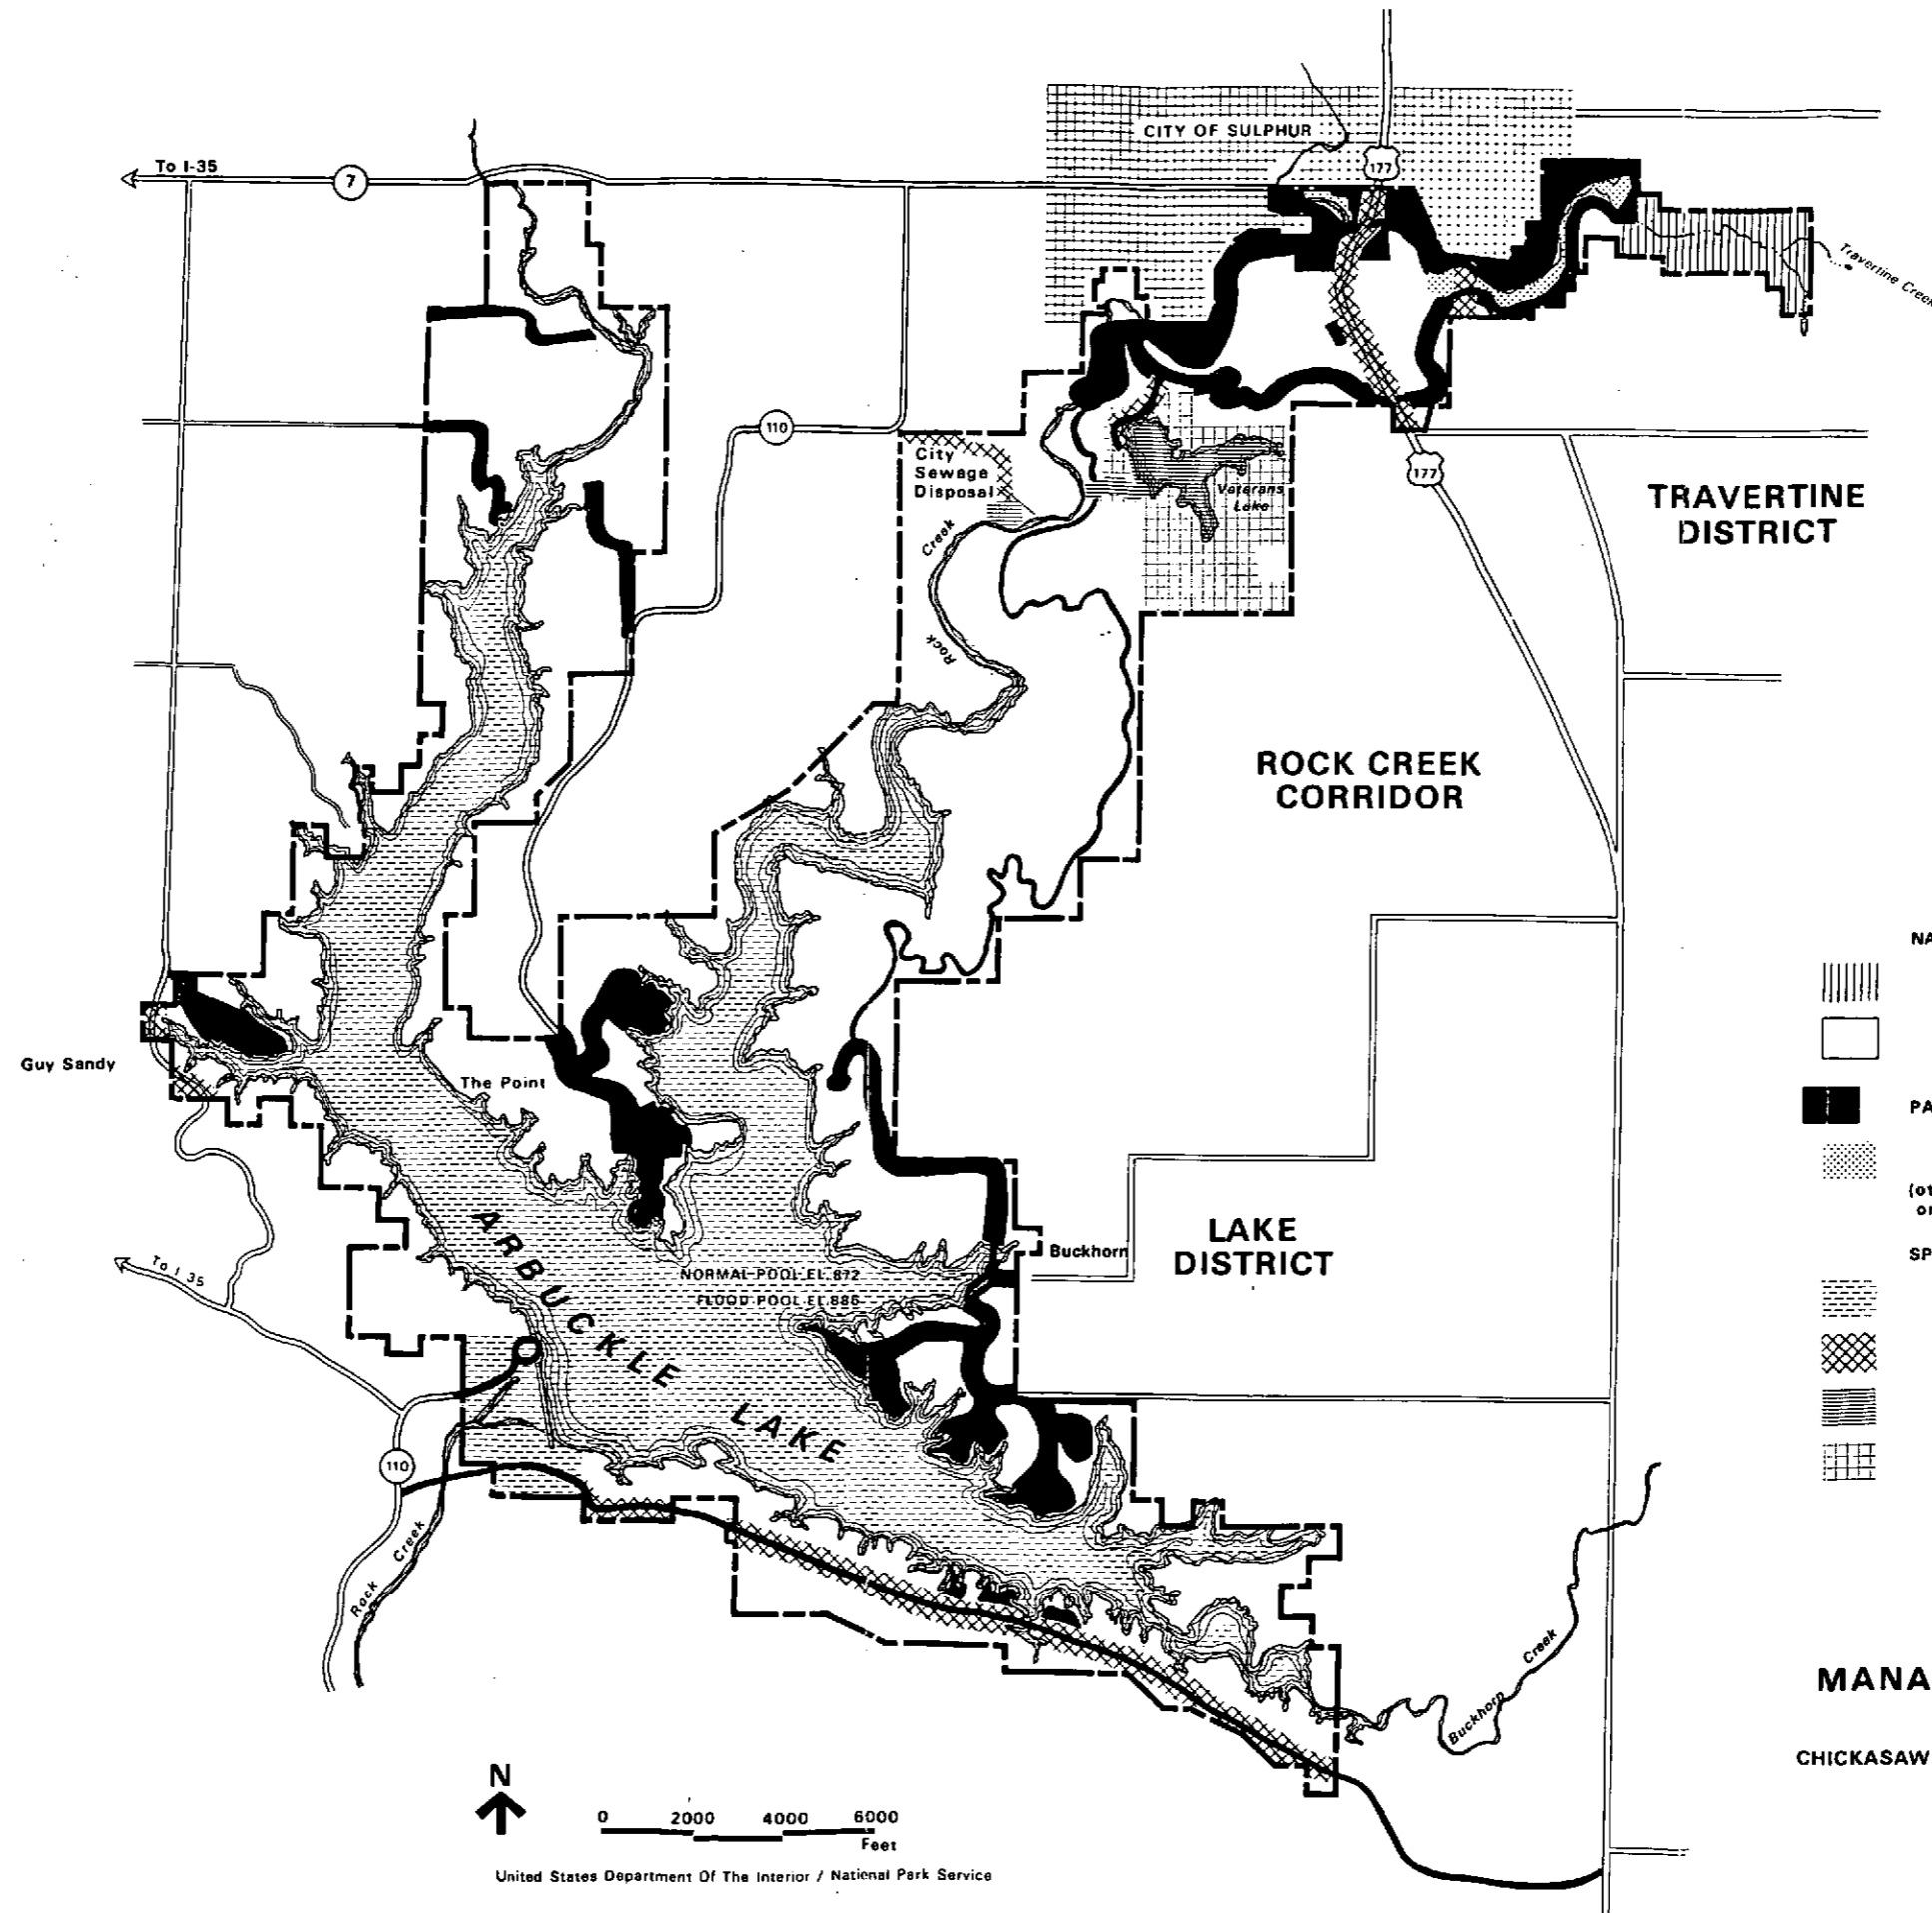 CITY OF SULPHUR
To I-35
7
177
Travertine Creek
110
City
Sewage
Disposal
Veterans
Lake
177
TRAVERTINE
DISTRICT
Creek
Rock
ROCK CREEK
CORRIDOR
NA
Guy Sandy
The Point
PA
(ot
or
SP
LAKE
DISTRICT
Buckhorn
To I 35
NORMAL POOL EL.872
FLOOD POOL EL.886
ARBUCKLE LAKE
110
Rock Creek
Buckhorn Creek
MANA
CHICKASAW
N
0 2000 4000 6000
Feet
United States Department Of The Interior / National Park Service